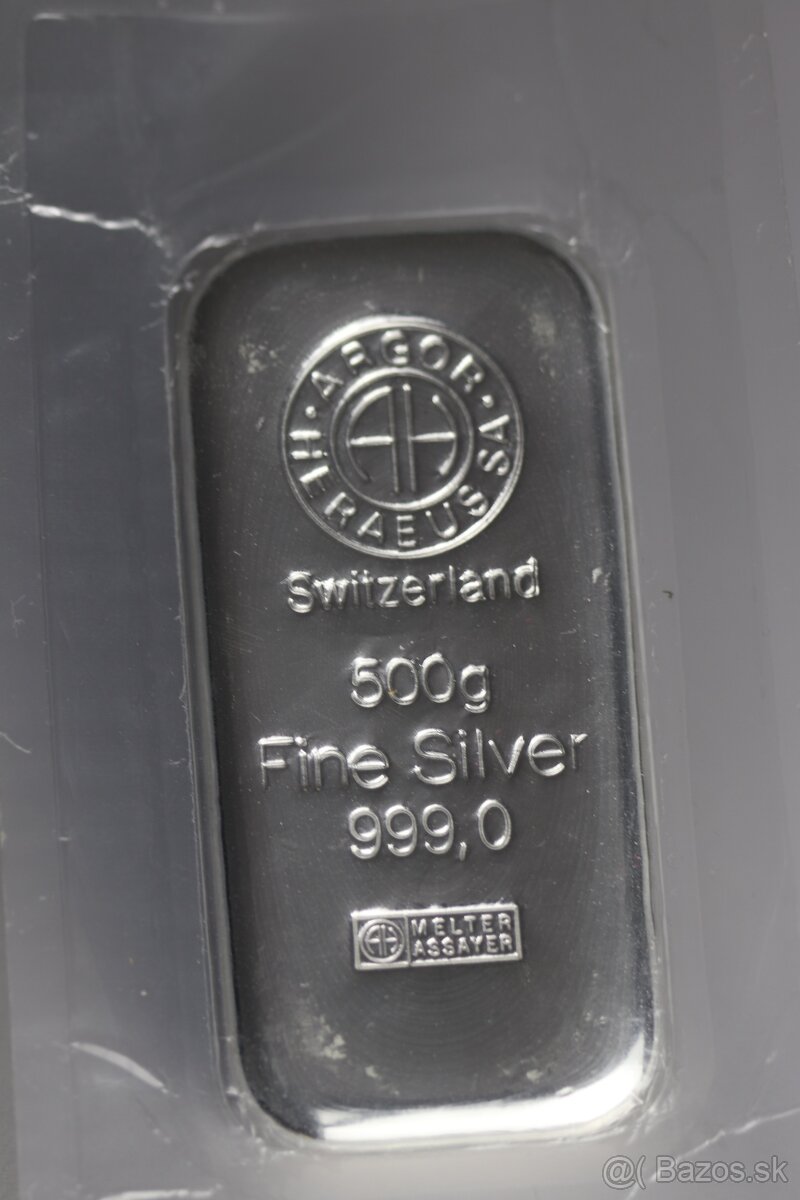 ·ARGOR·
HERAEUS SA
Switzerland
500g
Fine Silver
999,0
MELTER
ASSAYER
@( Bazos.sk